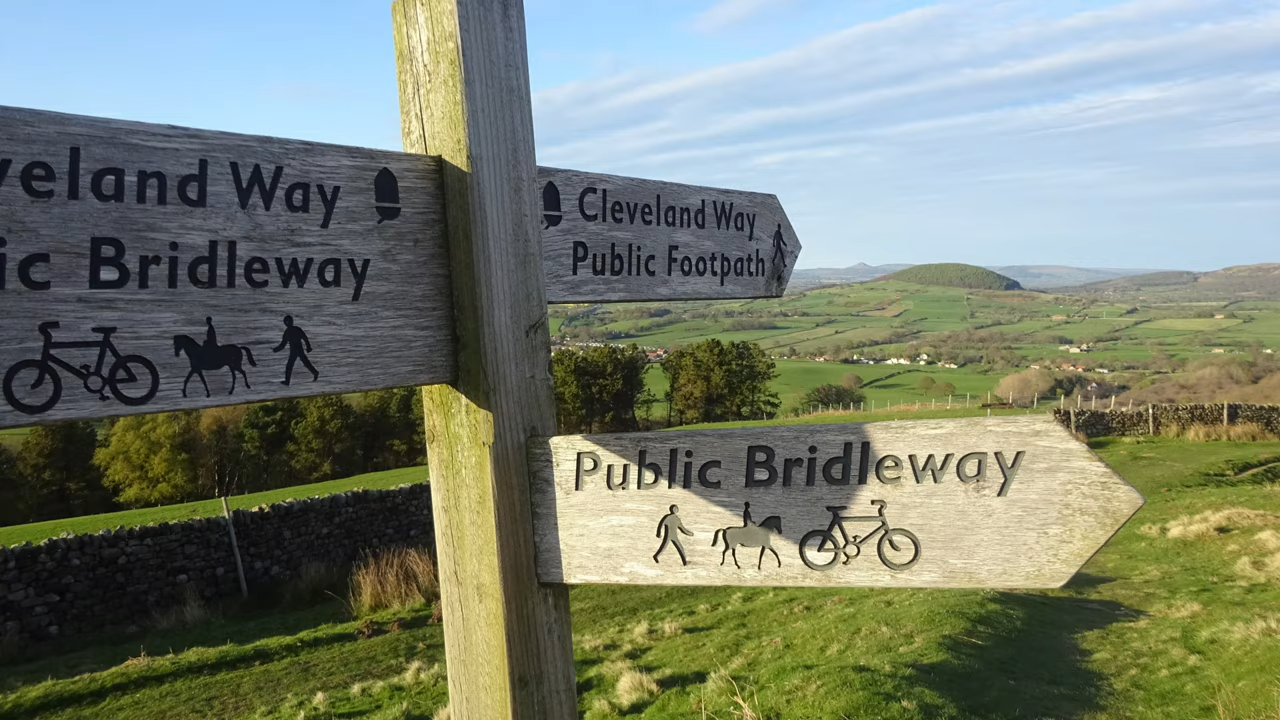 veland Way
ic Bridleway
Cleveland Way
Public Footpath
Public Bridleway